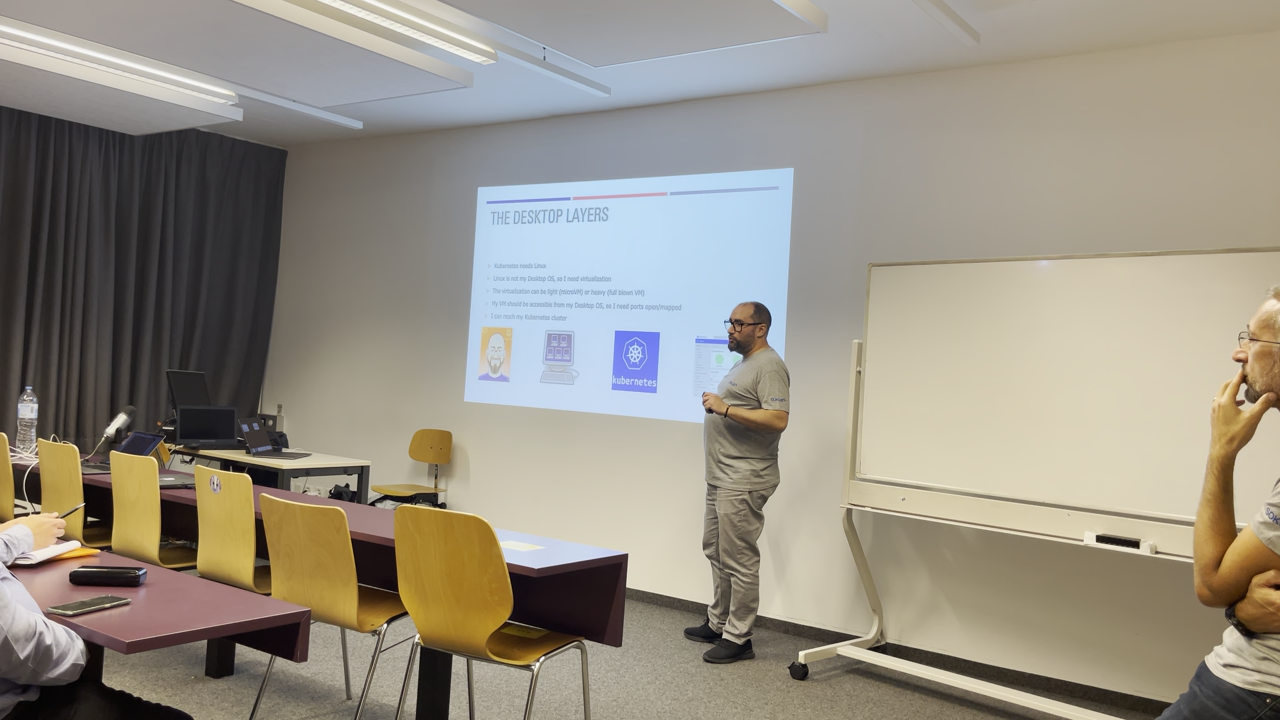 THE DESKTOP LAYERS
Kubernetes needs Linux
Linux is not my Desktop OS, so I need virtualization
The virtualization can be light (microVM) or heavy (full blown VM)
My VM should be accessible from my Desktop OS, so I need ports open/mapped
I can reach my Kubernetes cluster
kubernetes